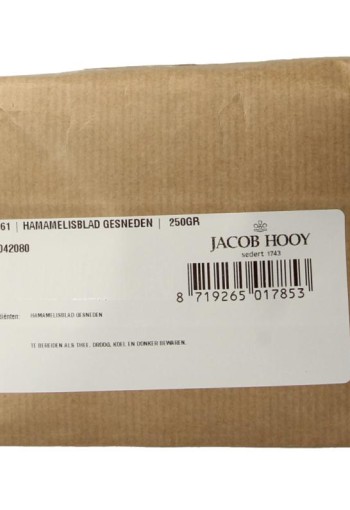 61 | HAMAMELISBLAD GESNEDEN | 250GR
042080
JACOB HOOY
sedert 1743
8 719265 017853
diënten: HAMAMELISBLAD GESNEDEN
TE BEREIDEN ALS THEE. DROOG, KOEL EN DONKER BEWAREN.